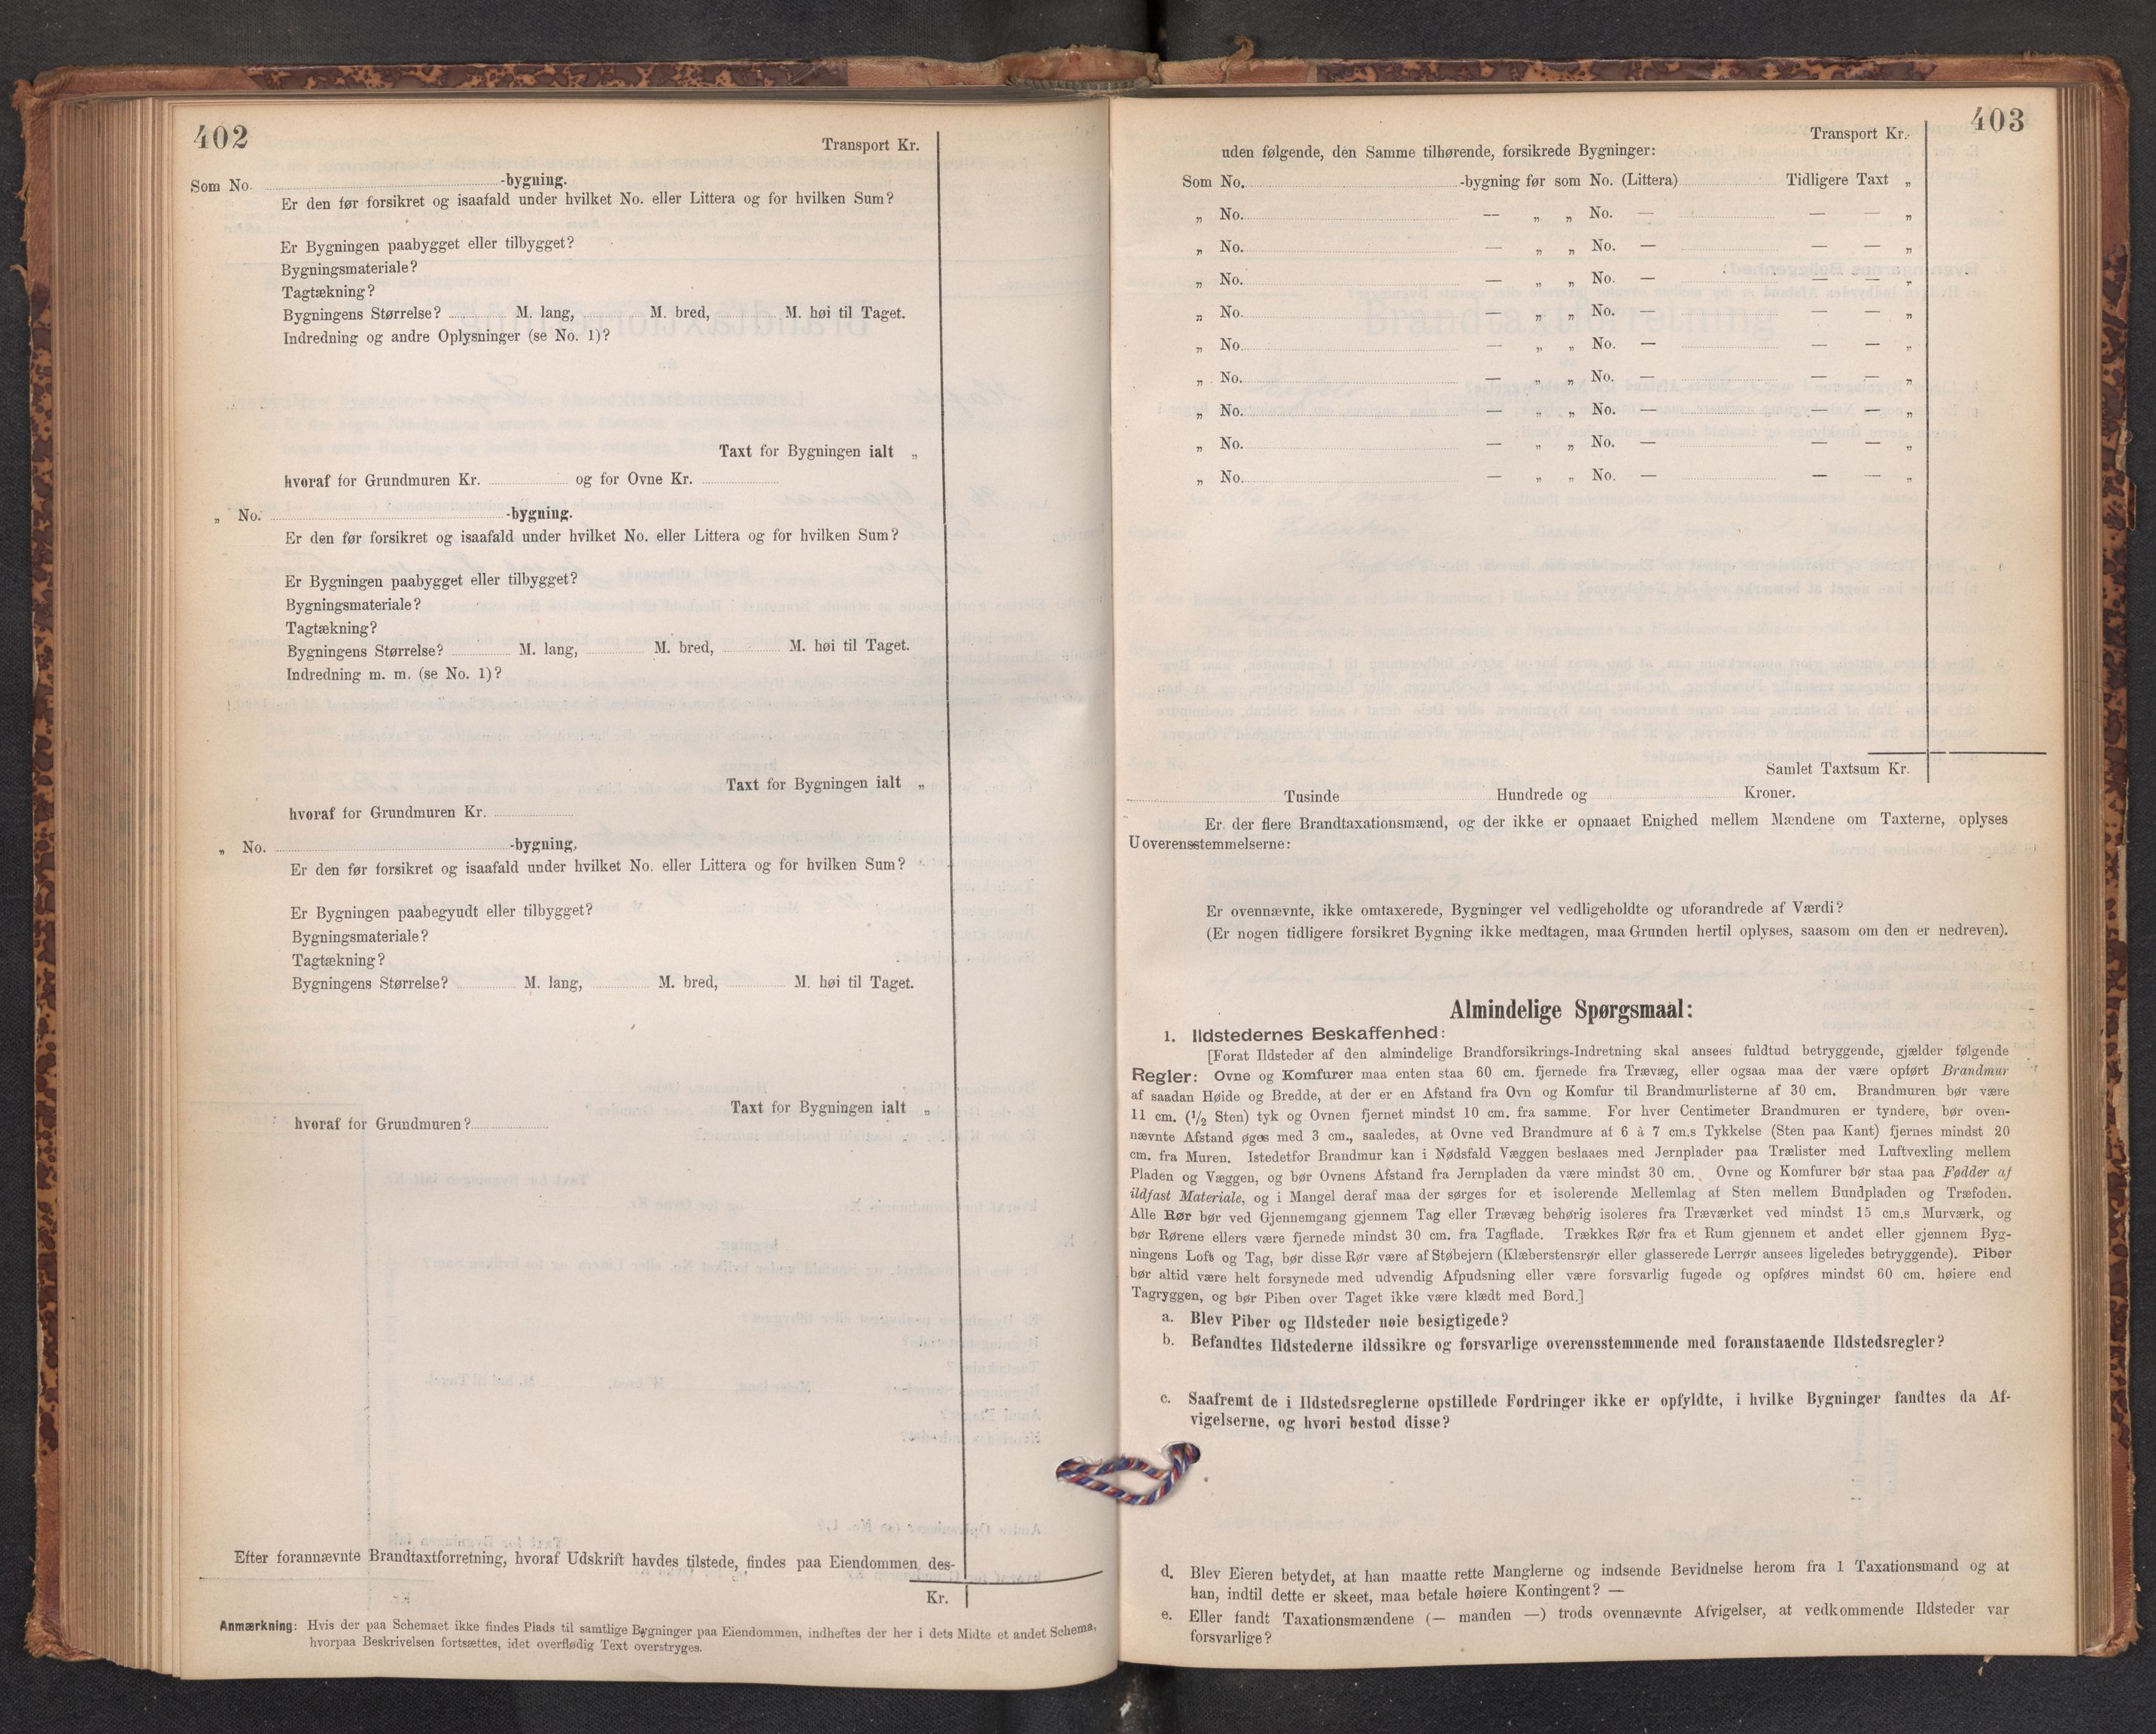 402
Transport Kr.
Som No. -bygning.
Er den før forsikret og isaafald under hvilket No. eller Littera og for hvilken Sum?
Er Bygningen paabygget eller tilbygget?
Bygningsmateriale?
Tagtækning?
Bygningens Størrelse? M. lang, M. bred, M. høi til Taget.
Indredning og andre Oplysninger (se No. 1)?
Taxt for Bygningen ialt „
hvoraf for Grundmuren Kr. og for Ovne Kr.
„ No. -bygning.
Er den før forsikret og isaafald under hvilket No. eller Littera og for hvilken Sum?
Er Bygningen paabygget eller tilbygget?
Bygningsmateriale?
Tagtækning?
Bygningens Størrelse? M. lang, M. bred, M. høi til Taget.
Indredning m. m. (se No. 1)?
Taxt for Bygningen ialt „
hvoraf for Grundmuren Kr.
„ No. -bygning,
Er den før forsikret og isaafald under hvilket No. eller Littera og for hvilken Sum?
Er Bygningen paabegyudt eller tilbygget?
Bygningsmateriale?
Tagtækning?
Bygningens Størrelse? M. lang, M. bred, M. høi til Taget.
Taxt for Bygningen ialt „
hvoraf for Grundmuren?
Efter forannævnte Brandtaxtforretning, hvoraf Udskrift havdes tilstede, findes paa Eiendommen des-
Kr.
Anmærkning: Hvis der paa Schemaet ikke findes Plads til samtlige Bygninger paa Eiendommen, indheftes der her i dets Midte et andet Schema,
hvorpaa Beskrivelsen fortsættes, idet overflødig Text overstryges.
403
Transport Kr.
uden følgende, den Samme tilhørende, forsikrede Bygninger:
Som No. -bygning før som No. (Littera) Tidligere Taxt „
„ No. — „ „ No. — — — „
„ No. — „ „ No. — — — „
„ No. — „ „ No. — — — „
„ No. — „ „ No. — — — „
„ No. — „ „ No. — — — „
„ No. — „ „ No. — — — „
„ No. — „ „ No. — — — „
„ No. — „ „ No. — — — „
„ No. — „ „ No. — — — „
Samlet Taxtsum Kr.
Tusinde Hundrede og Kroner.
Er der flere Brandtaxationsmænd, og der ikke er opnaaet Enighed mellem Mændene om Taxterne, oplyses
Uoverensstemmelserne:
Er ovennævnte, ikke omtaxerede, Bygninger vel vedligeholdte og uforandrede af Værdi?
(Er nogen tidligere forsikret Bygning ikke medtagen, maa Grunden hertil oplyses, saasom om den er nedreven).
Almindelige Spørgsmaal:
1. Ildstedernes Beskaffenhed:
[Forat Ildsteder af den almindelige Brandforsikrings-Indretning skal ansees fuldtud betryggende, gjælder følgende
Regler: Ovne og Komfurer maa enten staa 60 cm. fjernede fra Trævæg, eller ogsaa maa der være opført Brandmur
af saadan Høide og Bredde, at der er en Afstand fra Ovn og Komfur til Brandmurlisterne af 30 cm. Brandmuren bør være
11 cm. (1/2 Sten) tyk og Ovnen fjernet mindst 10 cm. fra samme. For hver Centimeter Brandmuren er tyndere, bør oven-
nævnte Afstand øges med 3 cm., saaledes, at Ovne ved Brandmure af 6 à 7 cm.s Tykkelse (Sten paa Kant) fjernes mindst 20
cm. fra Muren. Istedetfor Brandmur kan i Nødsfald Væggen beslaaes med Jernplader paa Trælister med Luftvexling mellem
Pladen og Væggen, og bør Ovnens Afstand fra Jernpladen da være mindst 30 cm. Ovne og Komfurer bør staa paa Fødder af
ildfast Materiale, og i Mangel deraf maa der sørges for et isolerende Mellemlag af Sten mellem Bundpladen og Træfoden.
Alle Rør bør ved Gjennemgang gjennem Tag eller Trævæg behørig isoleres fra Træværket ved mindst 15 cm.s Murværk, og
bør Rørene ellers være fjernede mindst 30 cm. fra Tagflade. Trækkes Rør fra et Rum gjennem et andet eller gjennem Byg-
ningens Loft og Tag, bør disse Rør være af Støbejern (Klæberstensrør eller glasserede Lerrør ansees ligeledes betryggende). Piber
bør altid være helt forsynede med udvendig Afpudsning eller være forsvarlig fugede og opføres mindst 60 cm. høiere end
Tagryggen, og bør Piben over Taget ikke være klædt med Bord.]
a. Blev Piber og Ildsteder nøie besigtigede?
b. Befandtes Ildstederne ildssikre og forsvarlige overensstemmende med foranstaaende Ildstedsregler?
c. Saafremt de i Ildstedsreglerne opstillede Fordringer ikke er opfyldte, i hvilke Bygninger fandtes da Af-
vigelserne, og hvori bestod disse?
d. Blev Eieren betydet, at han maatte rette Manglerne og indsende Bevidnelse herom fra 1 Taxationsmand og at
han, indtil dette er skeet, maa betale høiere Kontingent? —
e. Eller fandt Taxationsmændene (— manden —) trods ovennævnte Afvigelser, at vedkommende Ildsteder var
forsvarlige?